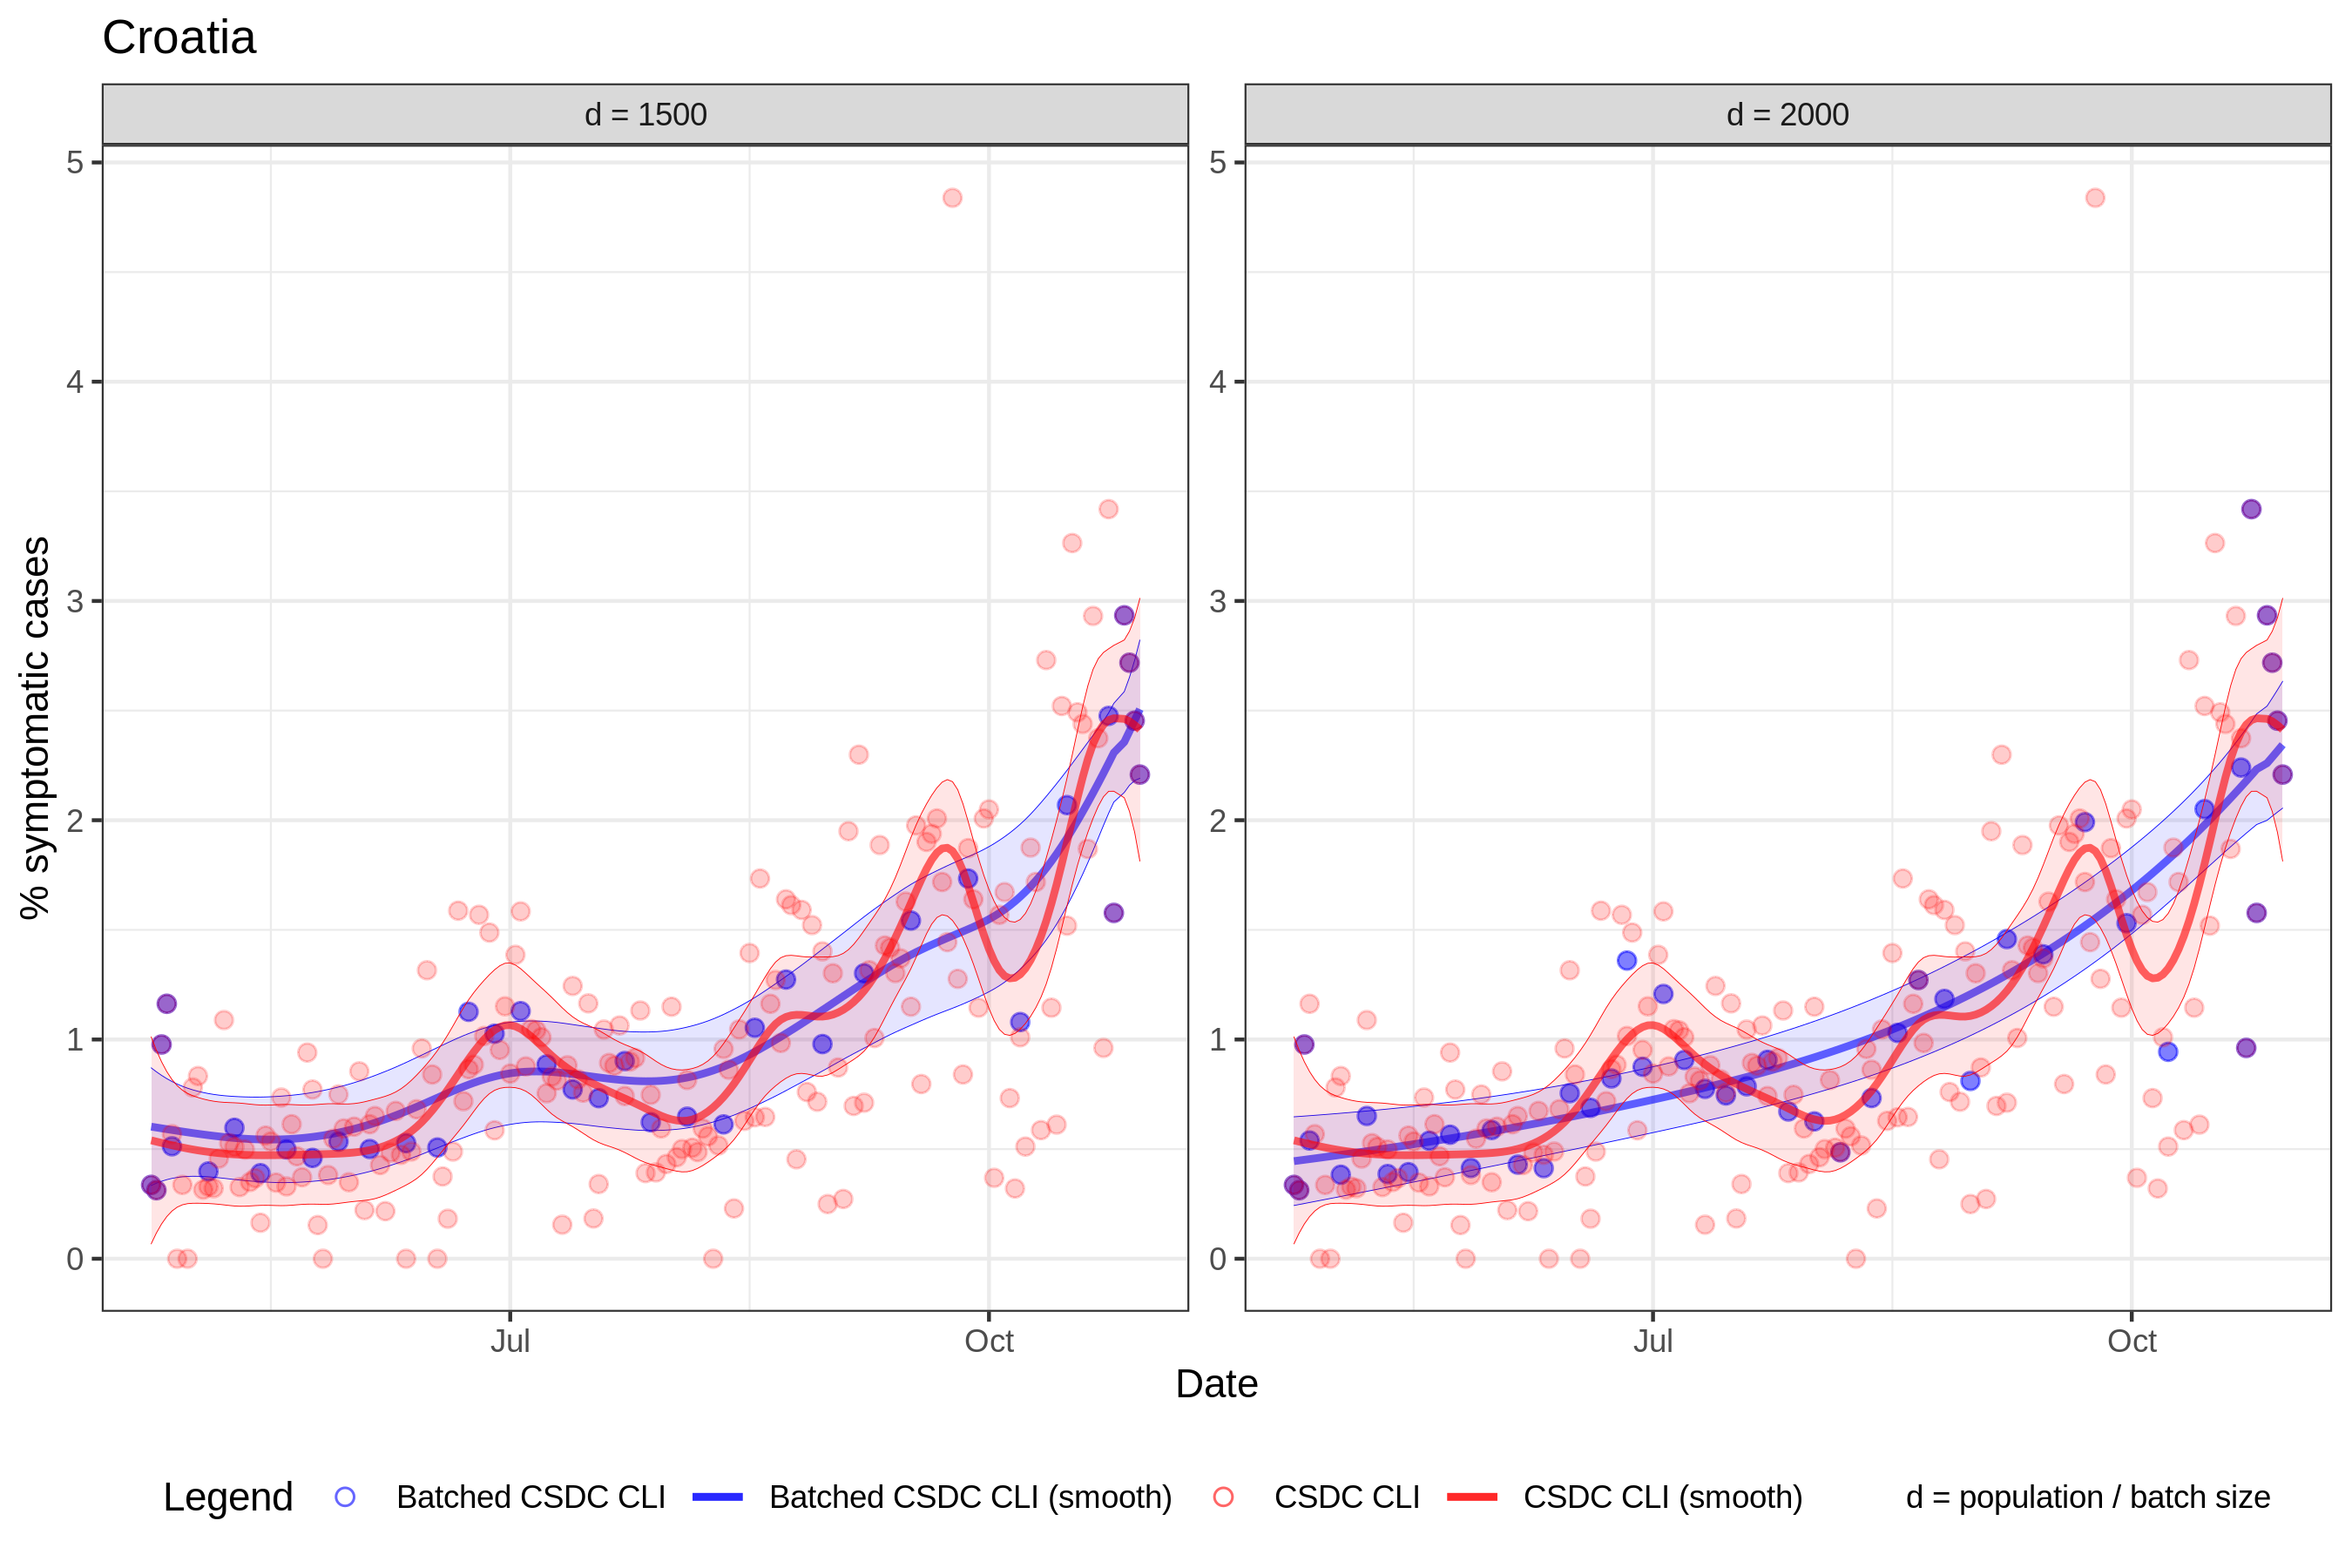 Croatia
d = 1500
d = 2000
% symptomatic cases
5
4
3
2
1
0
5
4
3
2
1
0
Jul
Oct
Jul
Oct
Date
Legend
Batched CSDC CLI
Batched CSDC CLI (smooth)
CSDC CLI
CSDC CLI (smooth)
d = population / batch size